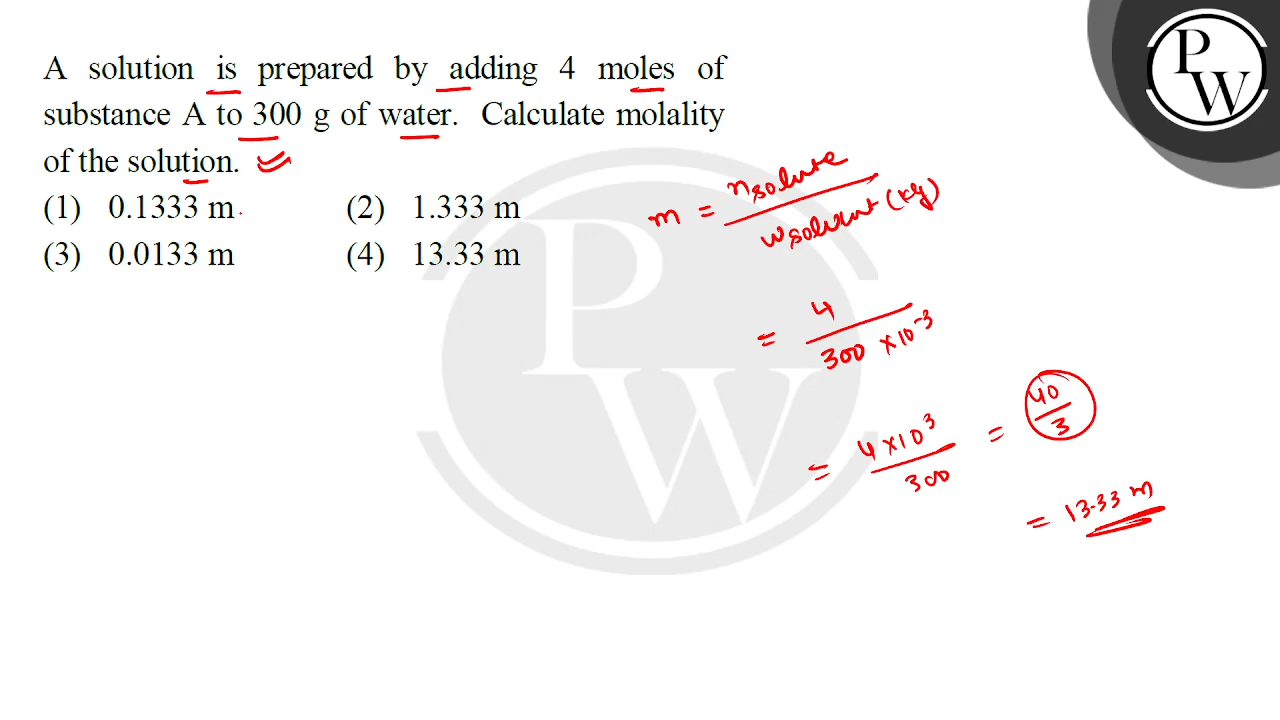 A solution is prepared by adding 4 moles of
substance A to 300 g of water. Calculate molality
of the solution.
(1) 0.1333 m (2) 1.333 m
(3) 0.0133 m (4) 13.33 m
m = nsolute / wsolvent (kg)
= 4 / 300 × 10⁻³
= 4 × 10³ / 300 = 40 / 3
= 13.33 m
P
W
P
W